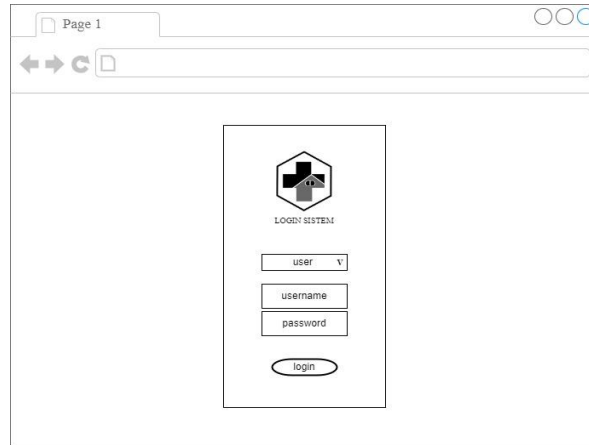 Page 1
LOGIN SISTEM
user v
username
password
login